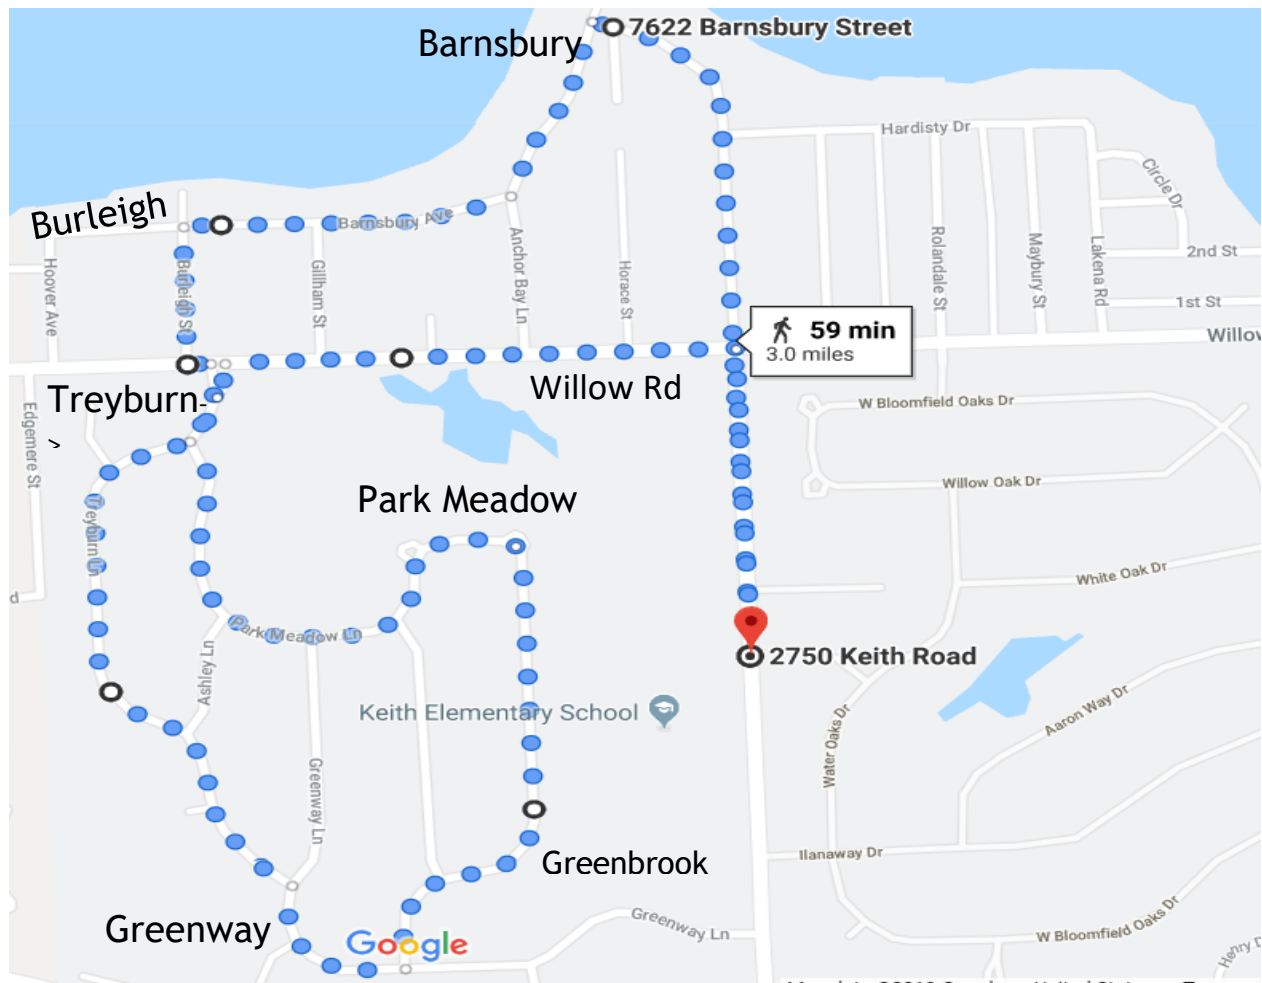 7622 Barnsbury Street
Barnsbury
Hardisty Dr
Circle Dr
Burleigh
Barnsbury Ave
Hoover Ave
Burleigh St
Gillham St
Anchor Bay Ln
Horace St
Rolandale St
Maybury St
Lakena Rd
2nd St
1st St
59 min
3.0 miles
Willow
Willow Rd
Treyburn-
>
Edgemere St
W Bloomfield Oaks Dr
Willow Oak Dr
Park Meadow
Treyburn Ln
White Oak Dr
d
Park Meadow Ln
Ashley Ln
2750 Keith Road
Keith Elementary School
Water Oaks Dr
Aaron Way Dr
Greenway Ln
Greenbrook
Ilanaway Dr
Greenway
Google
Greenway Ln
W Bloomfield Oaks Dr
Henry D